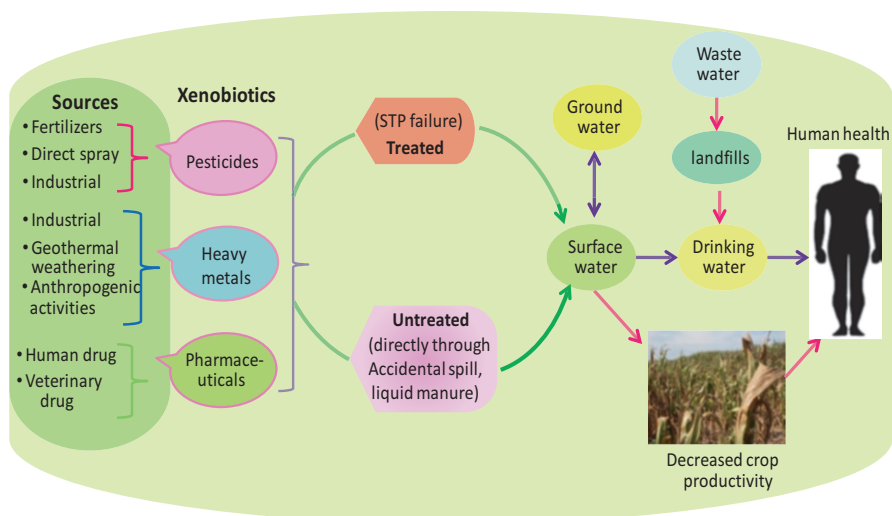 Sources
• Fertilizers
• Direct spray
• Industrial
• Industrial
• Geothermal
weathering
• Anthropogenic
activities
• Human drug
• Veterinary
drug
Xenobiotics
Pesticides
Heavy
metals
Pharmace-
uticals
(STP failure)
Treated
Untreated
(directly through
Accidental spill,
liquid manure)
Ground
water
Surface
water
Waste
water
landfills
Drinking
water
Human health
Decreased crop
productivity